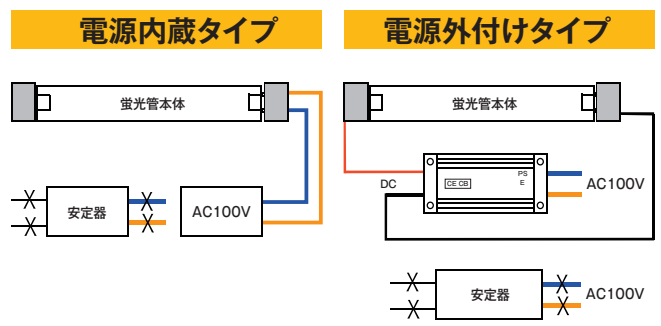 電源内蔵タイプ
蛍光管本体
安定器
AC100V
電源外付けタイプ
蛍光管本体
DC
CE CB
PS
E
AC100V
安定器
AC100V